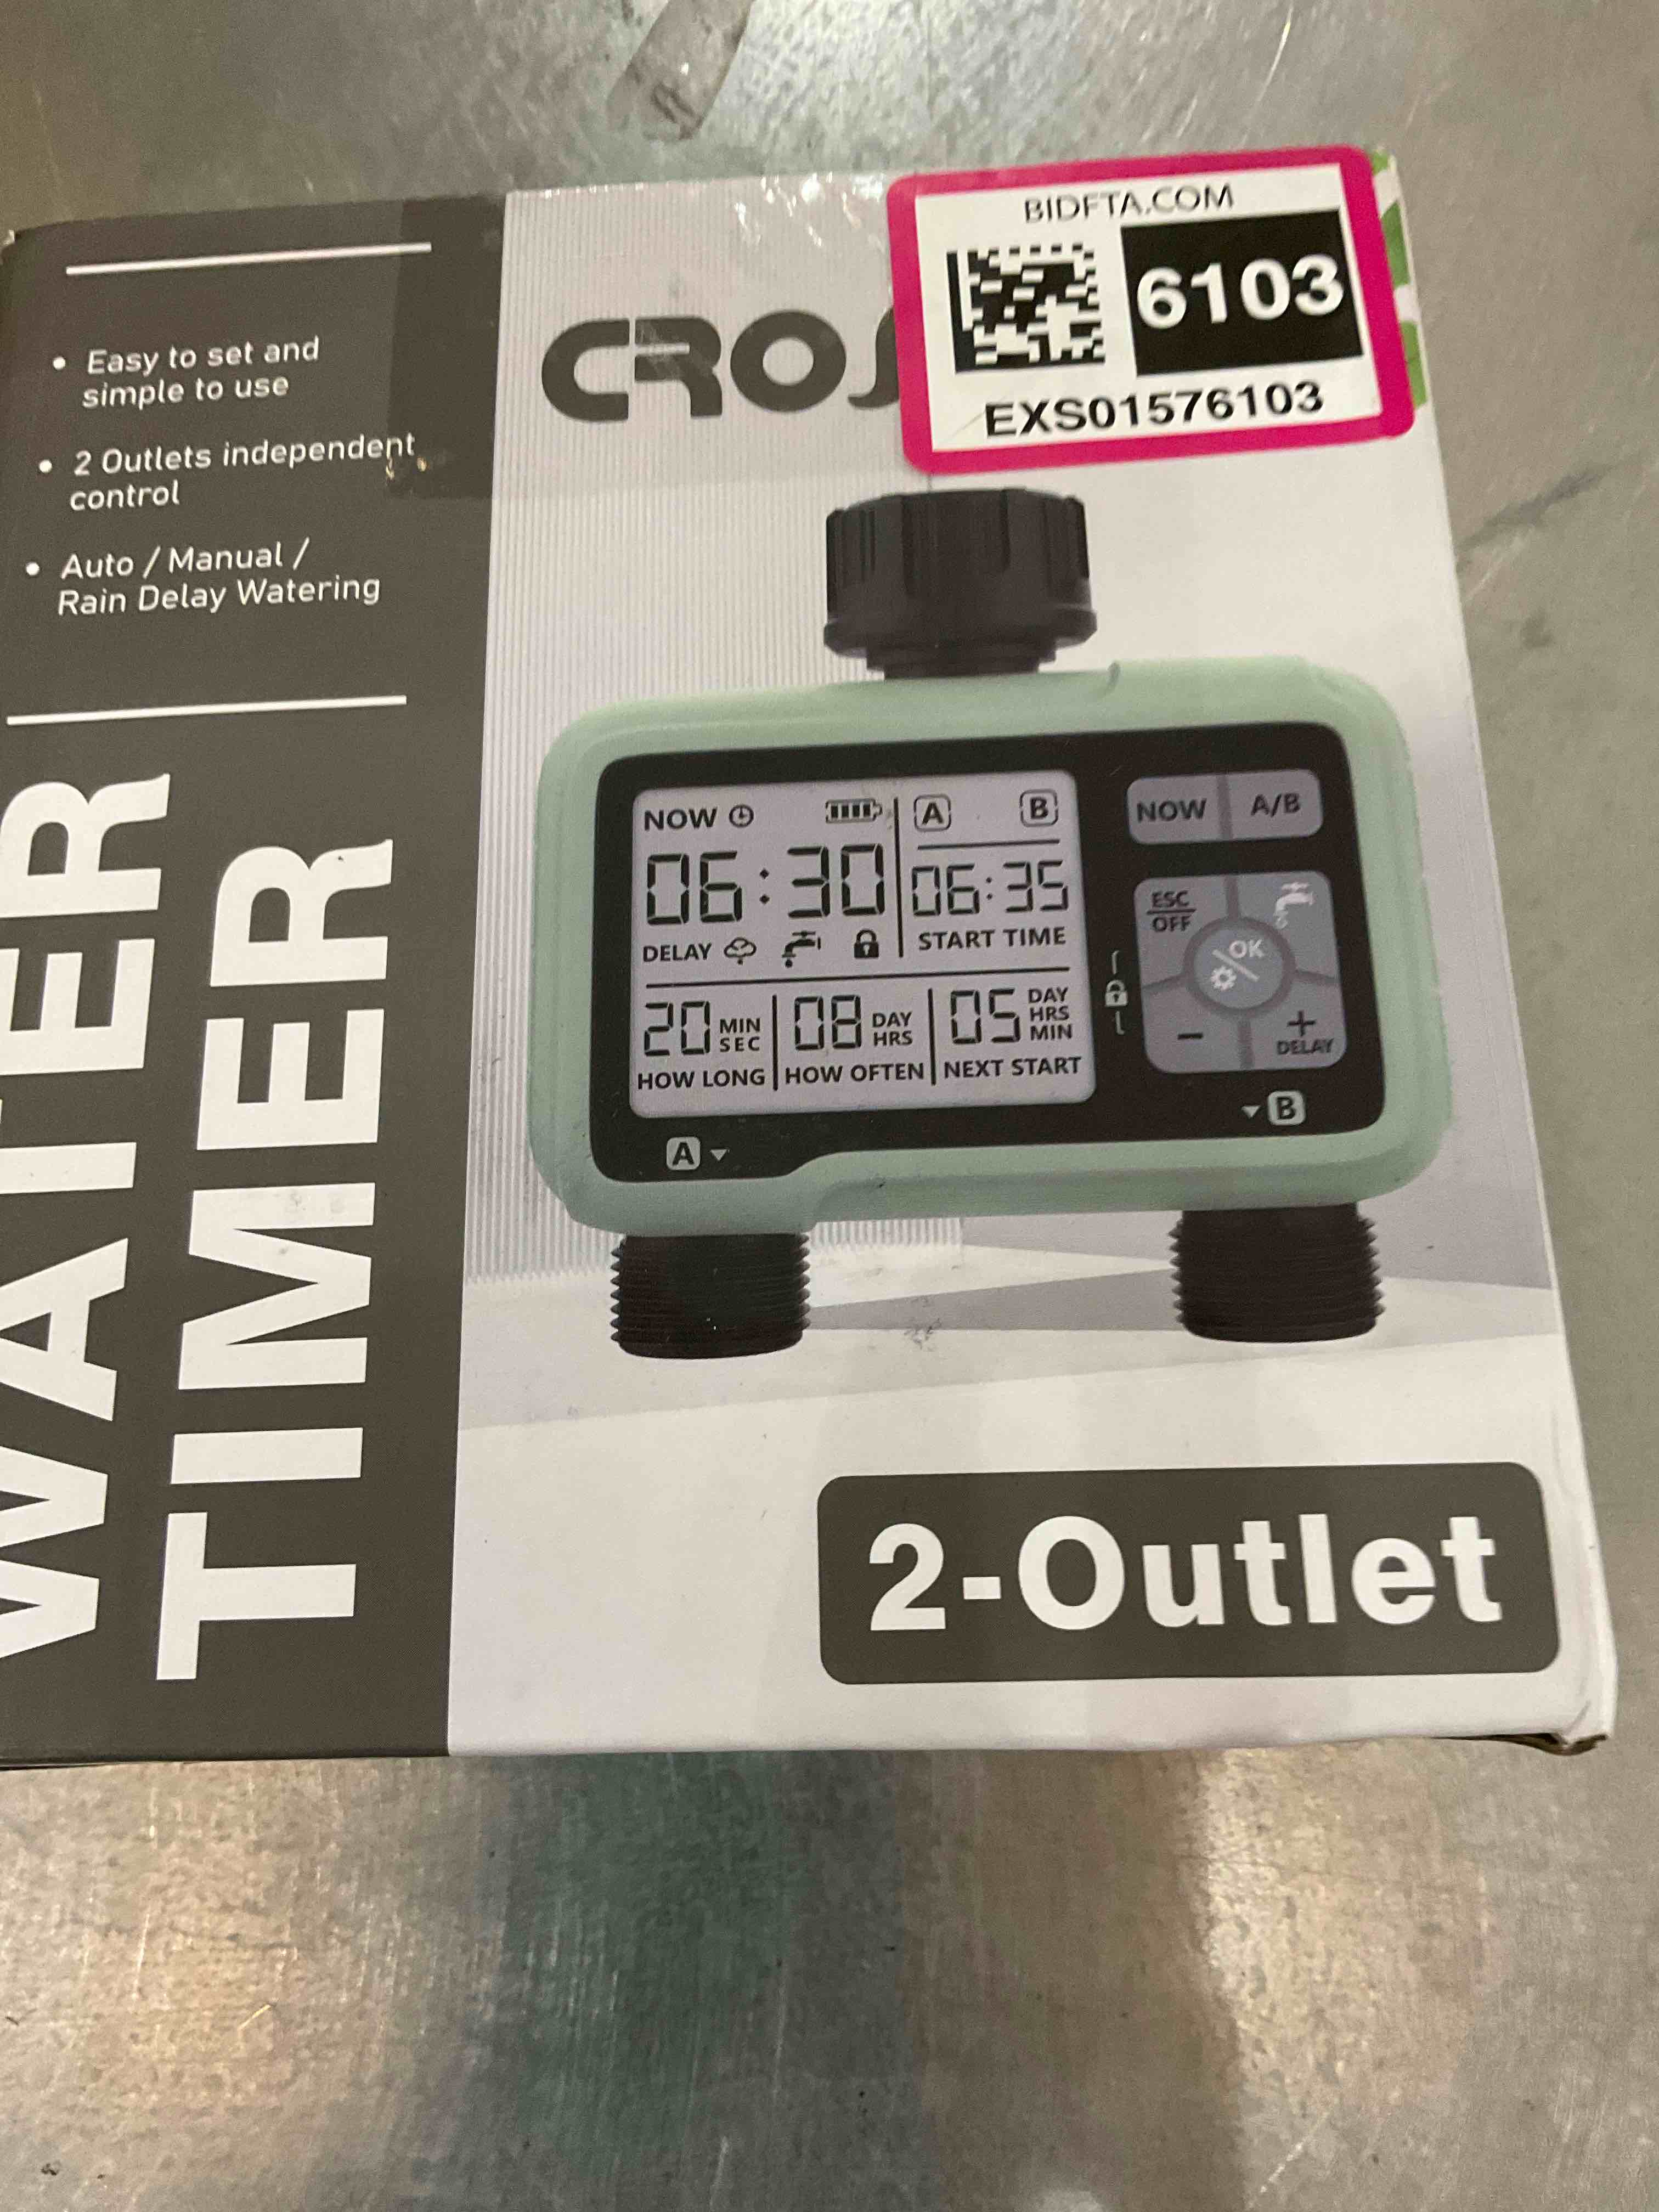 BIDFTA.COM
6103
EXS01576103
Easy to set and
simple to use
2 Outlets independent
control
Auto / Manual /
Rain Delay Watering
WATER
TIMER
NOW
A B
06:30
06:35
DELAY
START TIME
20 MIN SEC
08 DAY HRS
05 DAY HRS MIN
HOW LONG
HOW OFTEN
NEXT START
NOW
A/B
ESC
OFF
OK
-
+
DELAY
A
B
2-Outlet